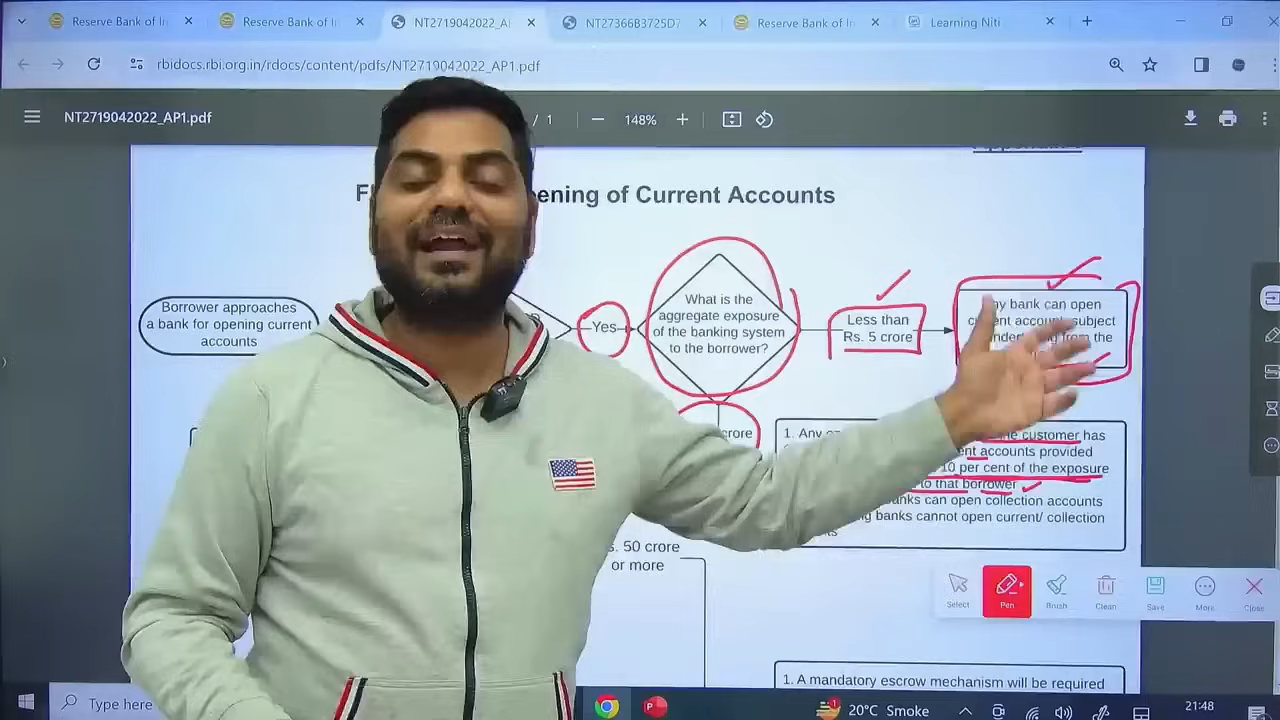 Reserve Bank of In
Reserve Bank of I
NT2719042022_A
NT27366B3725D7
Reserve Bank of In
Learning Niti
rbidocs.rbi.org.in/rdocs/content/pdfs/NT2719042022_AP1.pdf
NT2719042022_AP1.pdf
/ 1
148%
F
ening of Current Accounts
Borrower approaches
a bank for opening current
accounts
Yes
What is the
aggregate exposure
of the banking system
to the borrower?
Less than
Rs. 5 crore
ny bank can open
subject
from the
crore
1. Any
customer has
accounts provided
10 per cent of the exposure
to that borrower
anks can open collection accounts
g banks cannot open current/ collection
ts
s. 50 crore
or more
Select
Pen
Brush
Clean
Save
More
Close
1. A mandatory escrow mechanism will be required
Type here
20°C Smoke
21:48